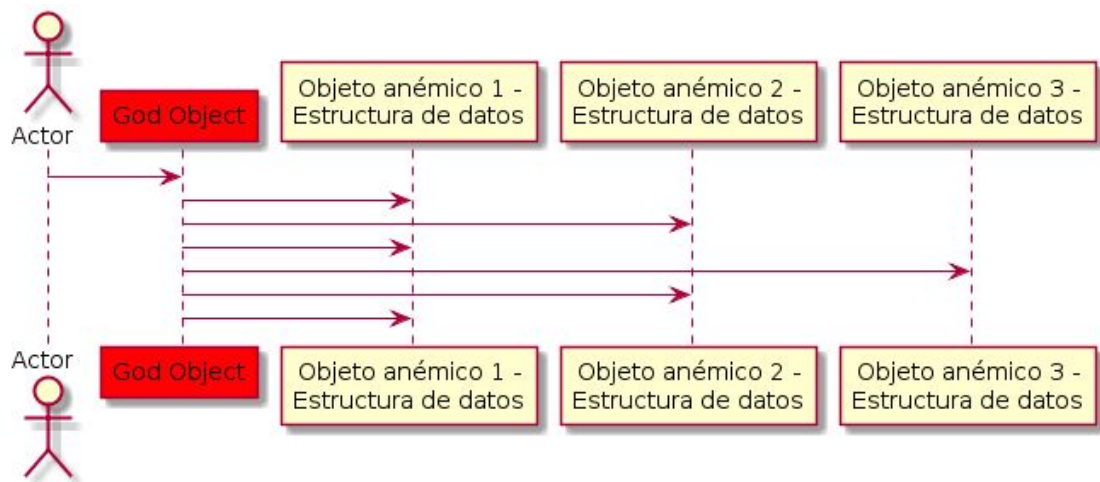 Actor
God Object
Objeto anémico 1 -
Estructura de datos
Objeto anémico 2 -
Estructura de datos
Objeto anémico 3 -
Estructura de datos
Actor
God Object
Objeto anémico 1 -
Estructura de datos
Objeto anémico 2 -
Estructura de datos
Objeto anémico 3 -
Estructura de datos